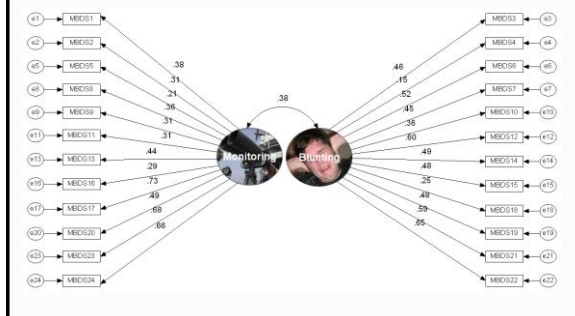 e1 MBDS1
e2 MBDS2
e5 MBDS5
e8 MBDS8
e9 MBDS9
e11 MBDS11
e13 MBDS13
e16 MBDS16
e17 MBDS17
e20 MBDS20
e23 MBDS23
e24 MBDS24
.38
.31
.21
.36
.31
.31
.44
.29
.73
.49
.68
.66
Monitoring
.38
Blunting
.46
.15
.52
.45
.36
.60
.49
.48
.25
.48
.59
.65
MBDS3 e3
MBDS4 e4
MBDS6 e6
MBDS7 e7
MBDS10 e10
MBDS12 e12
MBDS14 e14
MBDS15 e15
MBDS18 e18
MBDS19 e19
MBDS21 e21
MBDS22 e22